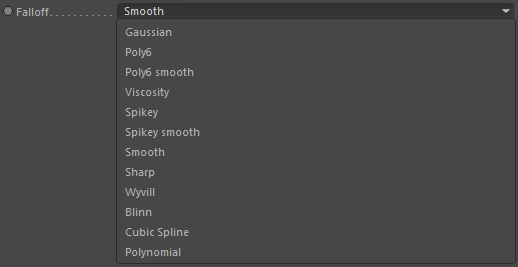 Falloff . . . . . . . . . . . Smooth
Gaussian
Poly6
Poly6 smooth
Viscosity
Spikey
Spikey smooth
Smooth
Sharp
Wyvill
Blinn
Cubic Spline
Polynomial